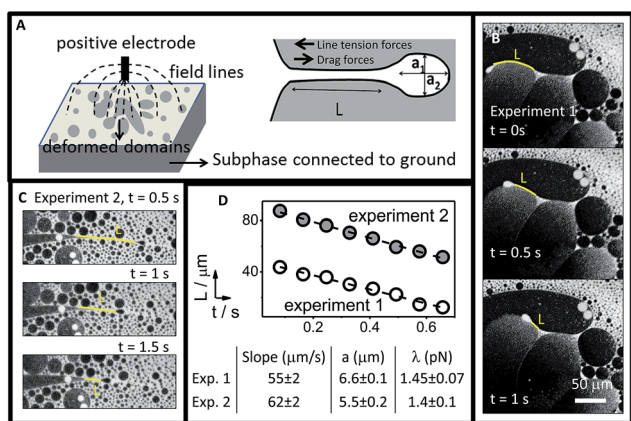 A
positive electrode
field lines
deformed domains
Subphase connected to ground
Line tension forces
Drag forces
a1
a2
L
B
L
Experiment 1
t = 0s
L
t = 0.5 s
L
t = 1 s
50 μm
C Experiment 2, t = 0.5 s
L
t = 1 s
L
t = 1.5 s
L
D
80
40
L / μm
t / s
experiment 2
experiment 1
0.2 0.4 0.6
Slope (μm/s) a (μm) λ (pN)
Exp. 1 55±2 6.6±0.1 1.45±0.07
Exp. 2 62±2 5.5±0.2 1.4±0.1